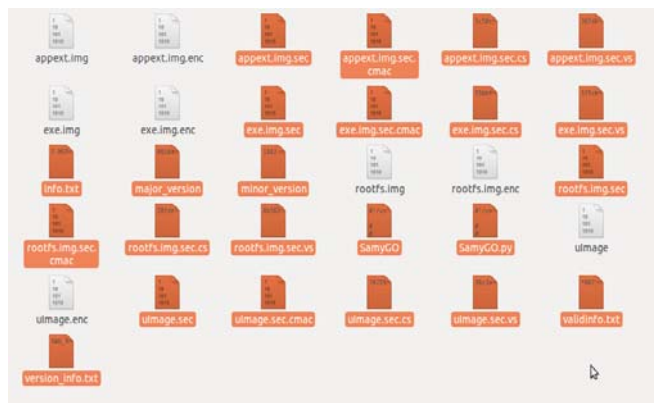 appext.img appext.img.enc appext.img.sec appext.img.sec. appext.img.sec.cs appext.img.sec.vs
cmac
exe.img exe.img.enc exe.img.sec exe.img.sec.cmac exe.img.sec.cs exe.img.sec.vs
info.txt major_version minor_version rootfs.img rootfs.img.enc rootfs.img.sec
rootfs.img.sec. rootfs.img.sec.cs rootfs.img.sec.vs SamyGO SamyGO.py uImage
cmac
uImage.enc uImage.sec uImage.sec.cmac uImage.sec.cs uImage.sec.vs validinfo.txt
version_info.txt